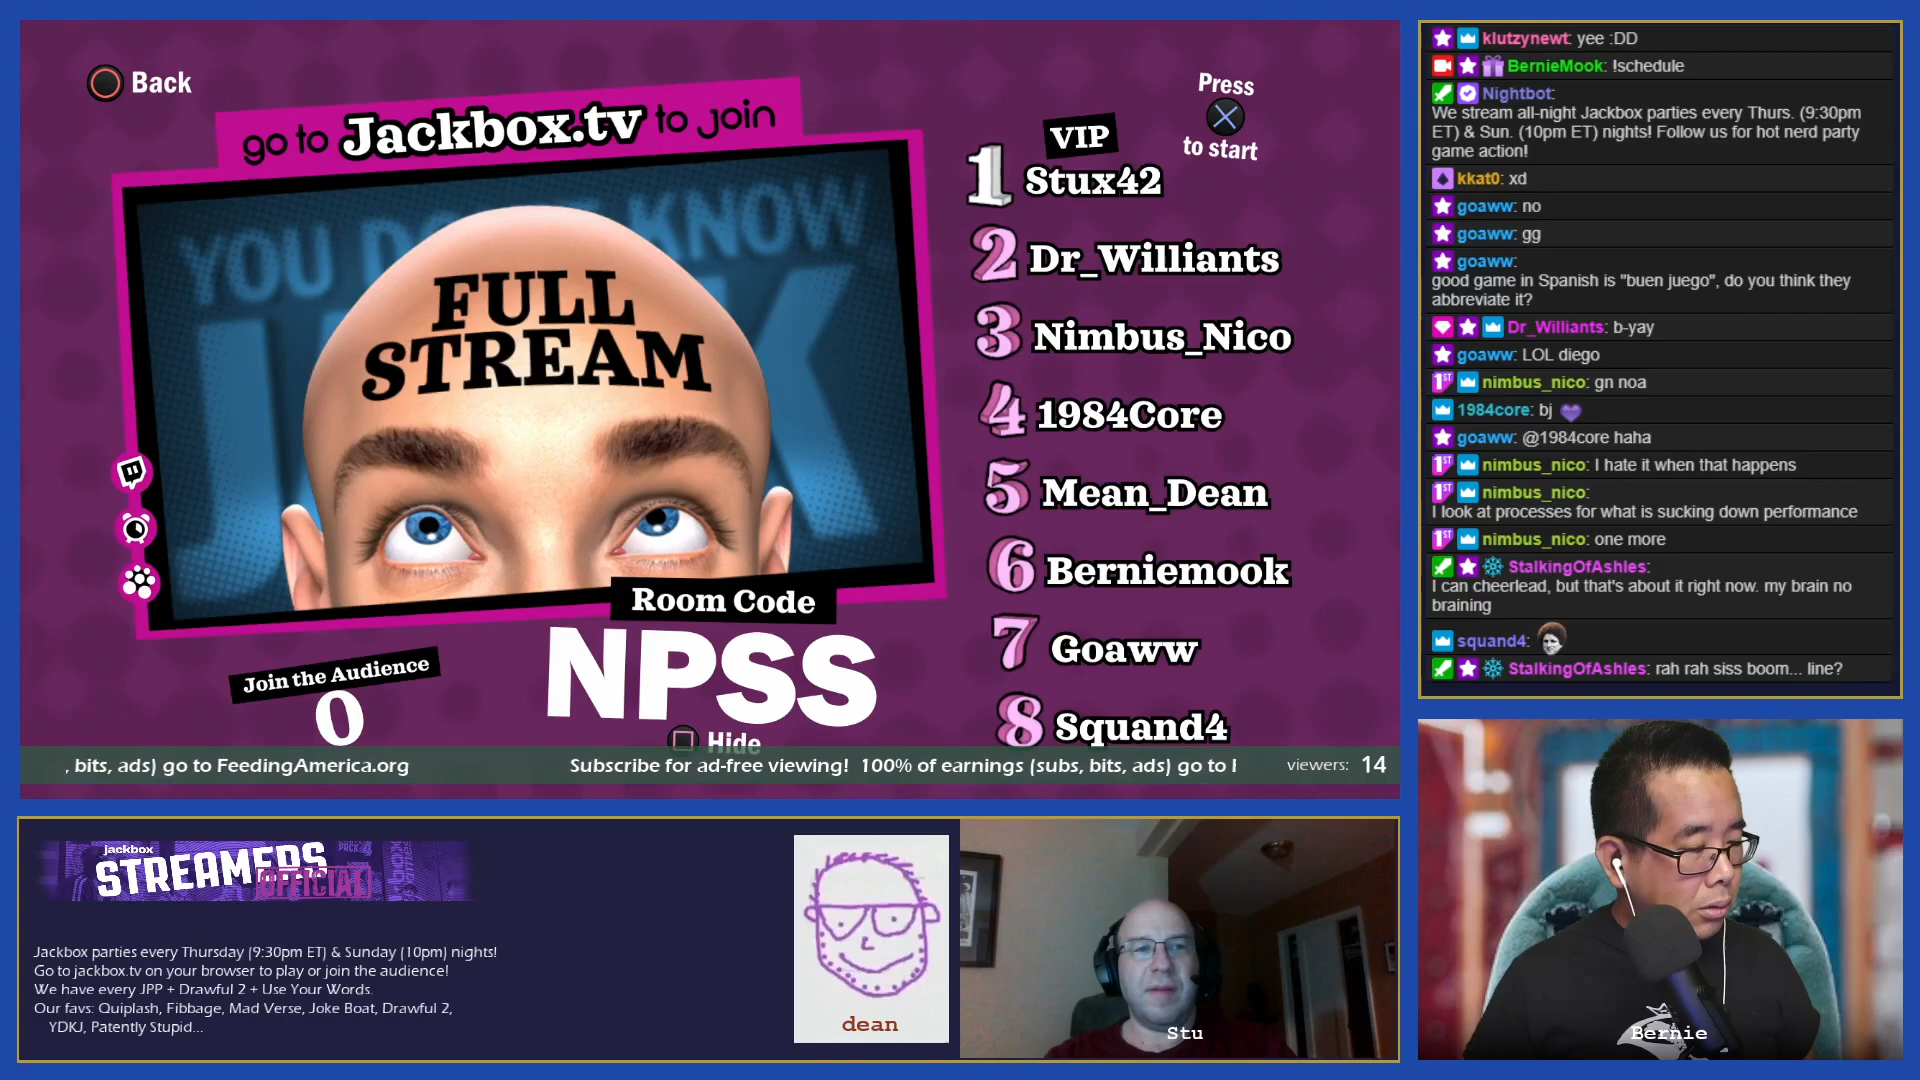 Back
go to Jackbox.tv to join
YOU DON'T KNOW
JACK
FULL
STREAM
Room Code
NPSS
Hide
Join the Audience
0
Press
to start
VIP
1 Stux42
2 Dr_Williants
3 Nimbus_Nico
4 1984Core
5 Mean_Dean
6 Berniemook
7 Goaww
8 Squand4
, bits, ads) go to FeedingAmerica.org Subscribe for ad-free viewing! 100% of earnings (subs, bits, ads) go to viewers: 14
klutzynewt: yee :DD
BernieMook: !schedule
Nightbot:
We stream all-night Jackbox parties every Thurs. (9:30pm
ET) & Sun. (10pm ET) nights! Follow us for hot nerd party
game action!
kkat0: xd
goaww: no
goaww: gg
goaww:
good game in Spanish is "buen juego", do you think they
abbreviate it?
Dr_Williants: b-yay
goaww: LOL diego
1ST nimbus_nico: gn noa
1984core: bj
goaww: @1984core haha
1ST nimbus_nico: I hate it when that happens
1ST nimbus_nico:
I look at processes for what is sucking down performance
1ST nimbus_nico: one more
StalkingOfAshles:
I can cheerlead, but that's about it right now. my brain no
braining
squand4:
StalkingOfAshles: rah rah siss boom... line?
jackbox
STREAMERS
OFFICIAL
Jackbox parties every Thursday (9:30pm ET) & Sunday (10pm) nights!
Go to jackbox.tv on your browser to play or join the audience!
We have every JPP + Drawful 2 + Use Your Words.
Our favs: Quiplash, Fibbage, Mad Verse, Joke Boat, Drawful 2,
YDKJ, Patently Stupid...
dean
Stu
Bernie